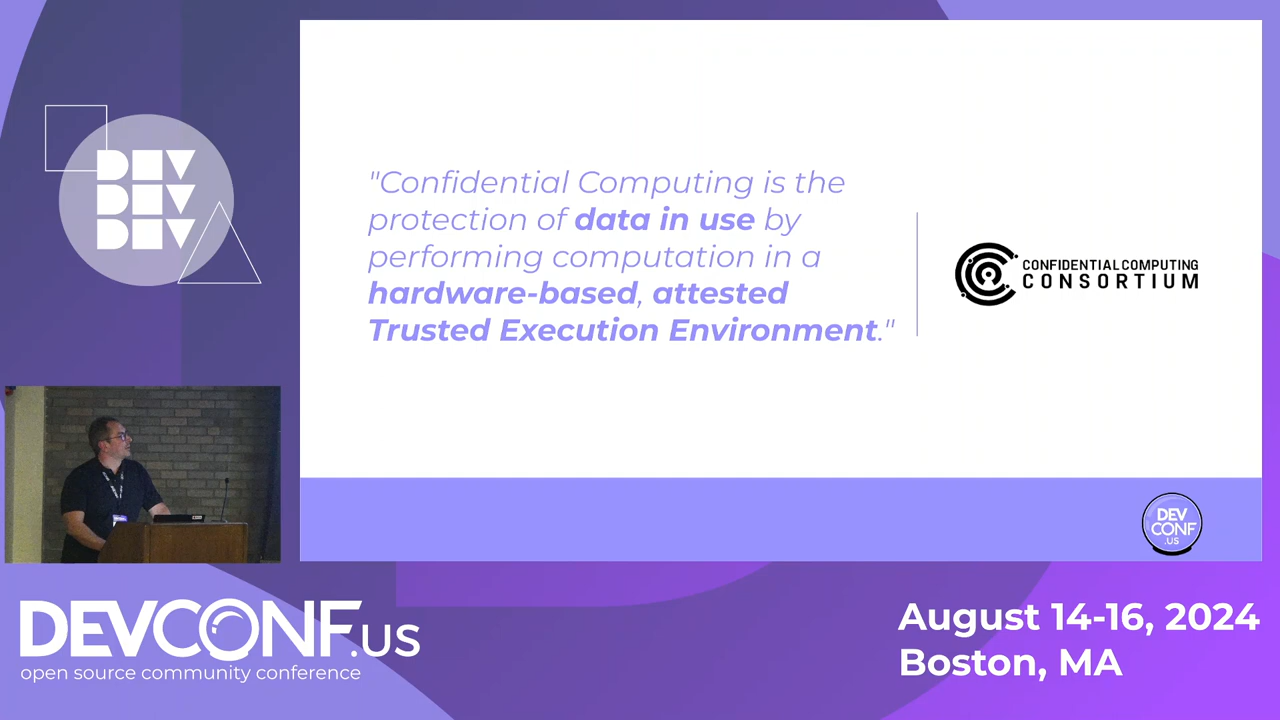 DEV
DEV
DEV
"Confidential Computing is the
protection of data in use by
performing computation in a
hardware-based, attested
Trusted Execution Environment."
CONFIDENTIAL COMPUTING
CONSORTIUM
DEV
CONF
.US
DEVCONF.US
open source community conference
August 14-16, 2024
Boston, MA